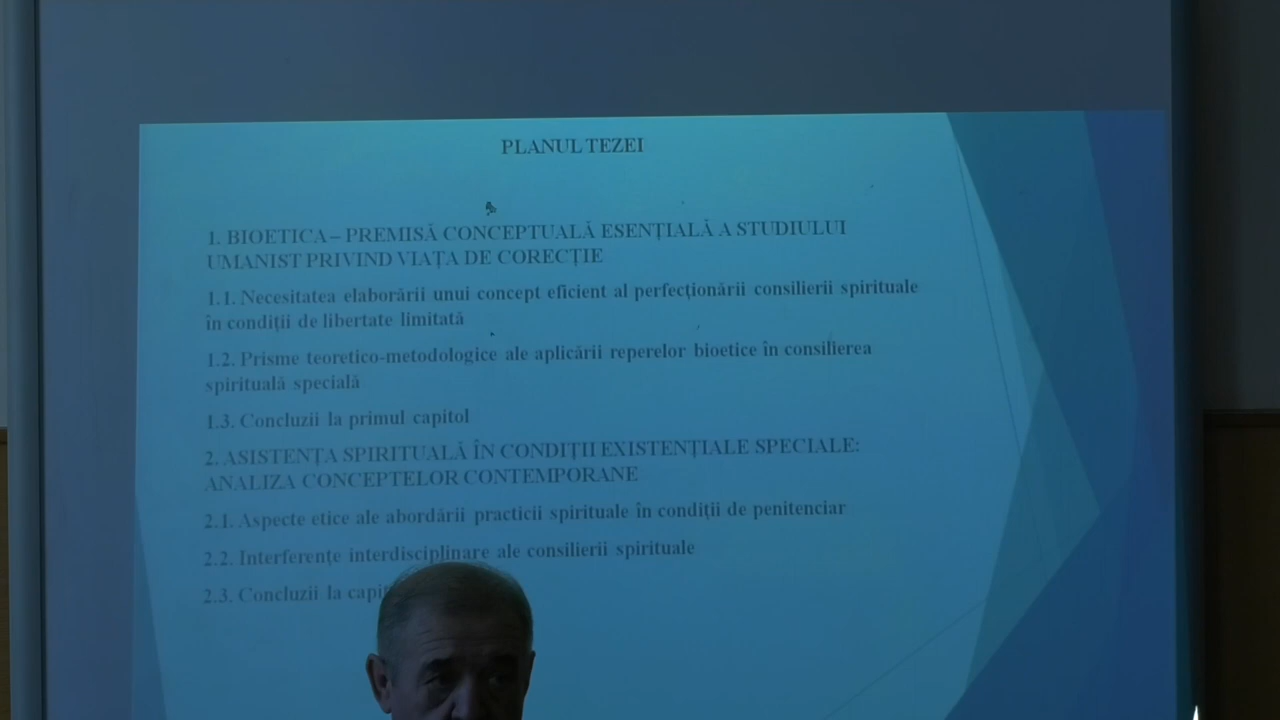 PLANUL TEZEI
1. BIOETICA – PREMISĂ CONCEPTUALĂ ESENȚIALĂ A STUDIULUI
UMANIST PRIVIND VIAȚA DE CORECȚIE
1.1. Necesitatea elaborării unui concept eficient al perfecționării consilierii spirituale
în condiții de libertate limitată
1.2. Prisme teoretico-metodologice ale aplicării reperelor bioetice în consilierea
spirituală specială
1.3. Concluzii la primul capitol
2. ASISTENȚA SPIRITUALĂ ÎN CONDIȚII EXISTENȚIALE SPECIALE:
ANALIZA CONCEPTELOR CONTEMPORANE
2.1. Aspecte etice ale abordării practicii spirituale în condiții de penitenciar
2.2. Interferențe interdisciplinare ale consilierii spirituale
2.3. Concluzii la